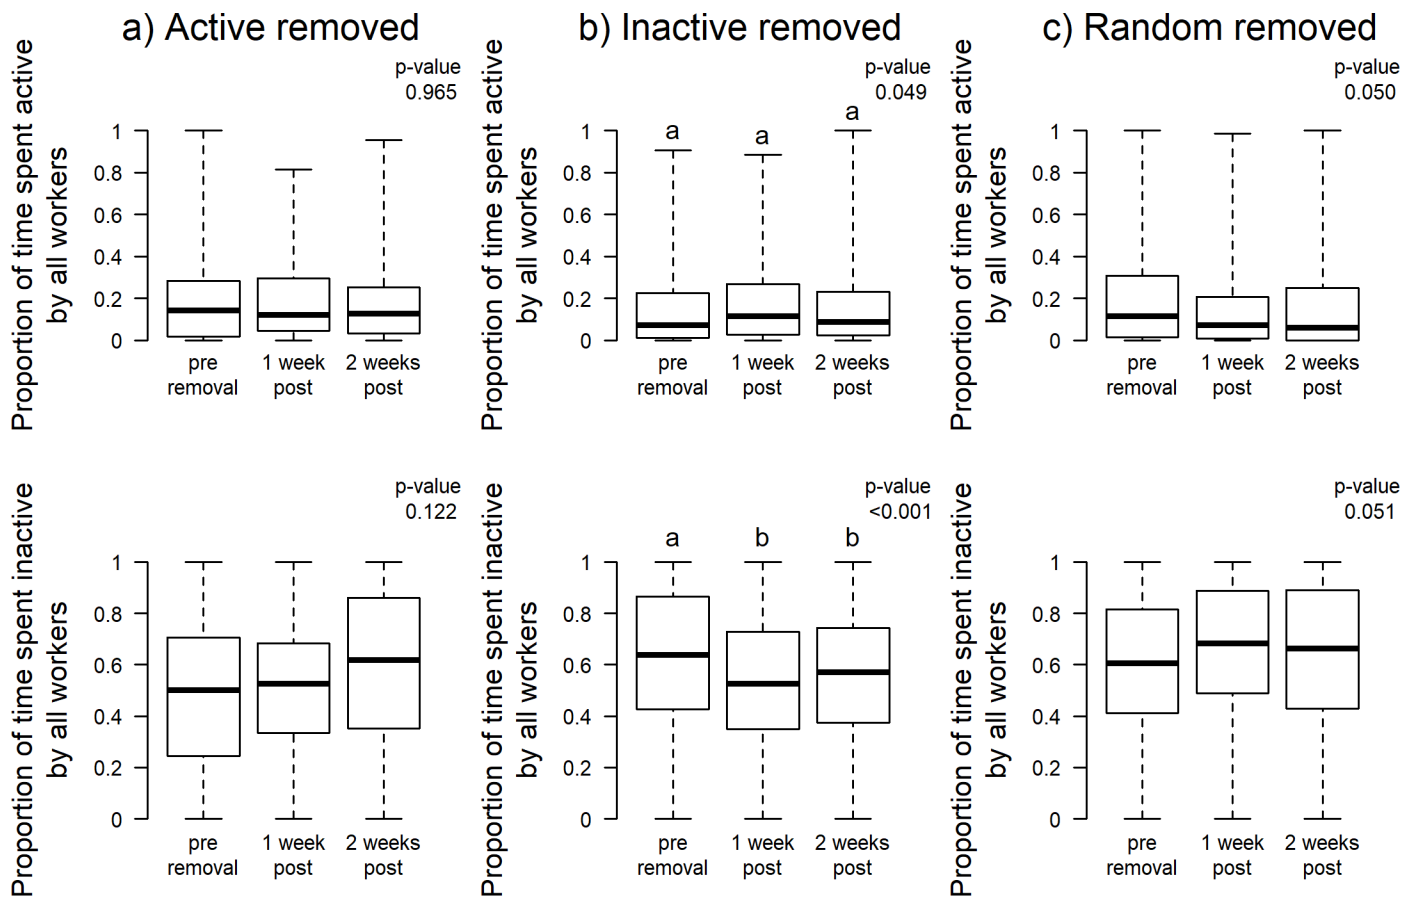 a) Active removed
Proportion of time spent active
by all workers
p-value
0.965
1
0.8
0.6
0.4
0.2
0
pre
removal
1 week
post
2 weeks
post
b) Inactive removed
Proportion of time spent active
by all workers
p-value
0.049
a
a
a
1
0.8
0.6
0.4
0.2
0
pre
removal
1 week
post
2 weeks
post
c) Random removed
Proportion of time spent active
by all workers
p-value
0.050
1
0.8
0.6
0.4
0.2
0
pre
removal
1 week
post
2 weeks
post
Proportion of time spent inactive
by all workers
p-value
0.122
1
0.8
0.6
0.4
0.2
0
pre
removal
1 week
post
2 weeks
post
Proportion of time spent inactive
by all workers
p-value
<0.001
a
b
b
1
0.8
0.6
0.4
0.2
0
pre
removal
1 week
post
2 weeks
post
Proportion of time spent inactive
by all workers
p-value
0.051
1
0.8
0.6
0.4
0.2
0
pre
removal
1 week
post
2 weeks
post